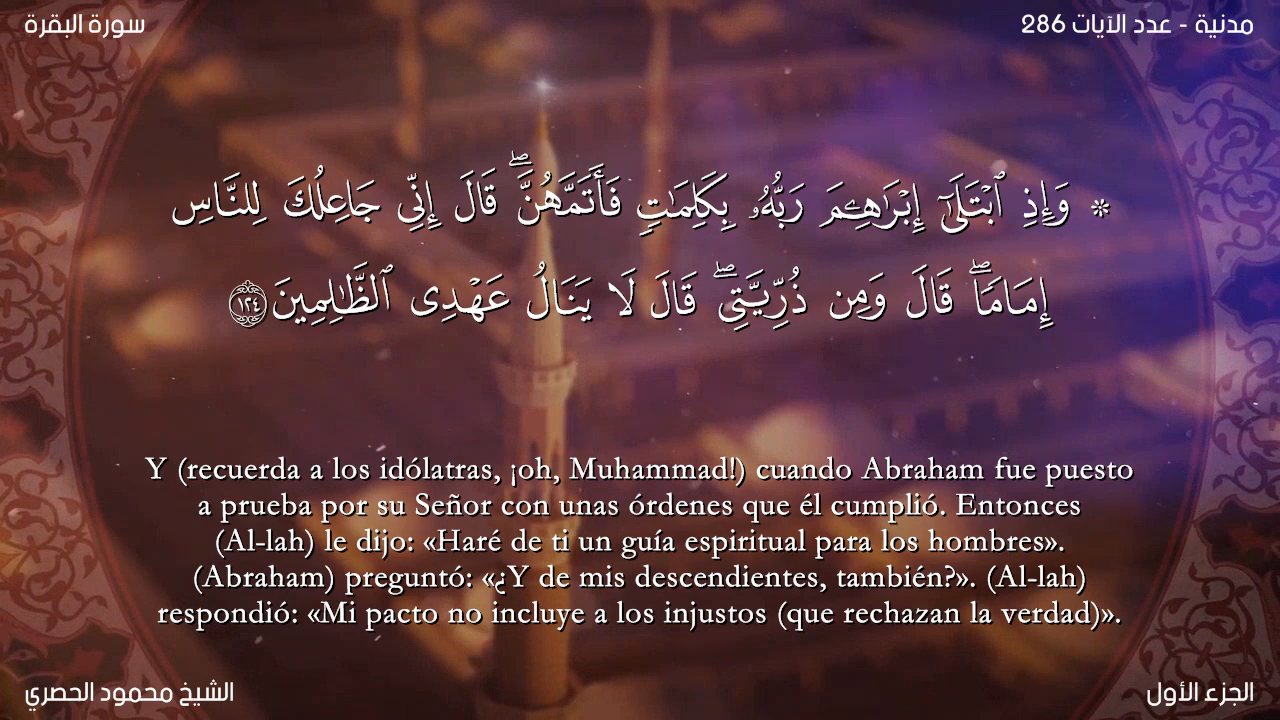 سورة البقرة
مدنية - عدد الآيات 286
۞ وَإِذِ ٱبْتَلَىٰٓ إِبْرَٰهِـۧمَ رَبُّهُۥ بِكَلِمَٰتٍ فَأَتَمَّهُنَّ ۖ قَالَ إِنِّى جَاعِلُكَ لِلنَّاسِ
إِمَامًا ۖ قَالَ وَمِن ذُرِّيَّتِى ۖ قَالَ لَا يَنَالُ عَهْدِى ٱلظَّٰلِمِينَ ١٢٤
Y (recuerda a los idólatras, ¡oh, Muhammad!) cuando Abraham fue puesto
a prueba por su Señor con unas órdenes que él cumplió. Entonces
(Al-lah) le dijo: «Haré de ti un guía espiritual para los hombres».
(Abraham) preguntó: «¿Y de mis descendientes, también?». (Al-lah)
respondió: «Mi pacto no incluye a los injustos (que rechazan la verdad)».
الشيخ محمود الحصري
الجزء الأول